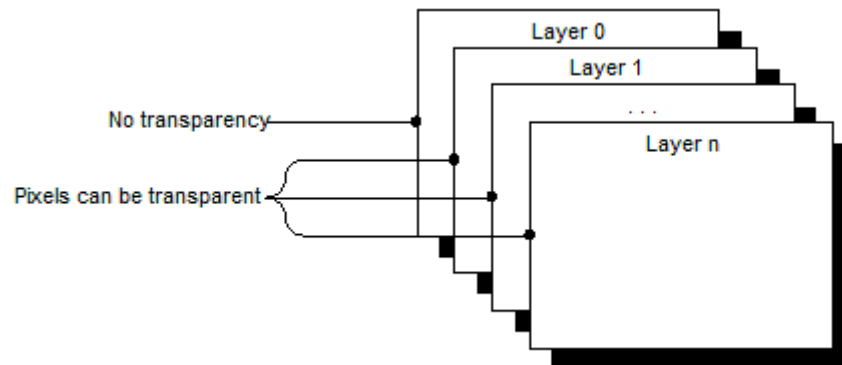 Layer 0
Layer 1
. . .
No transparency
Layer n
Pixels can be transparent